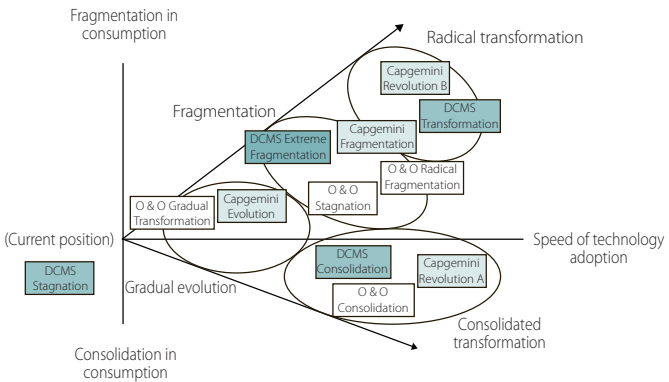 Fragmentation in
consumption
Radical transformation
Capgemini
Revolution B
Fragmentation
DCMS
Transformation
Capgemini
Fragmentation
DCMS Extreme
Fragmentation
O & O Radical
Fragmentation
O & O
Stagnation
Capgemini
Evolution
O & O Gradual
Transformation
(Current position)
Speed of technology
adoption
DCMS
Stagnation
DCMS
Consolidation
Capgemini
Revolution A
Gradual evolution
O & O
Consolidation
Consolidated
transformation
Consolidation in
consumption